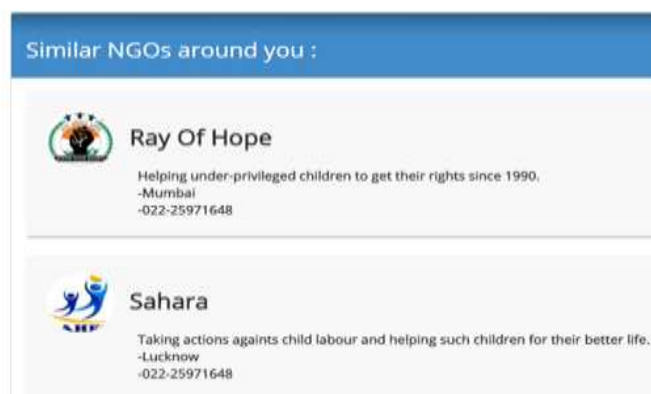 Similar NGOs around you :
Ray Of Hope
Helping under-privileged children to get their rights since 1990.
-Mumbai
-022-25971648
AHF
Sahara
Taking actions againts child labour and helping such children for their better life.
-Lucknow
-022-25971648